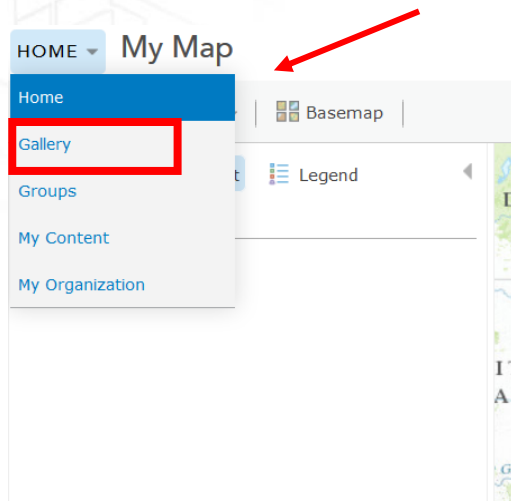 HOME My Map
Home
Basemap
Gallery
t Legend
Groups
My Content
My Organization
D
I T
A
G